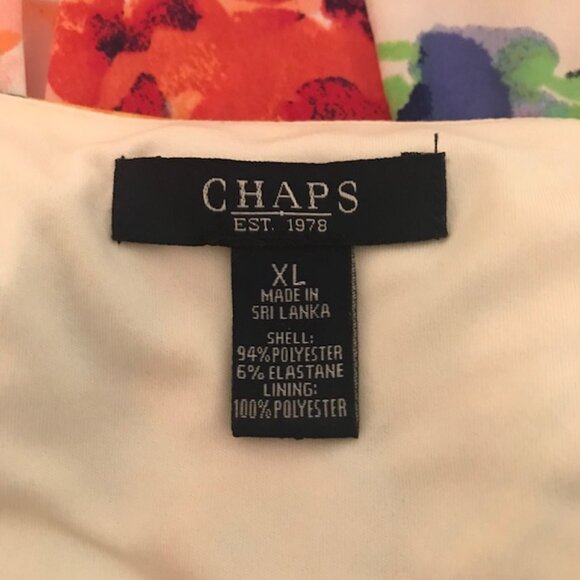 CHAPS
EST. 1978
XL
MADE IN
SRI LANKA
SHELL:
94% POLYESTER
6% ELASTANE
LINING:
100% POLYESTER